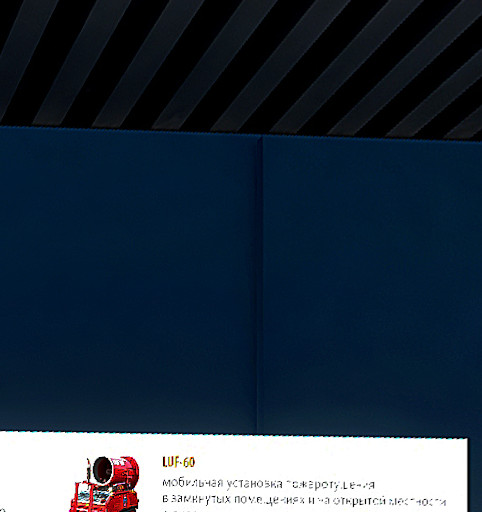 LUF-60
мобильная установка пожаротушения
в замкнутых помещениях и на открытой местности